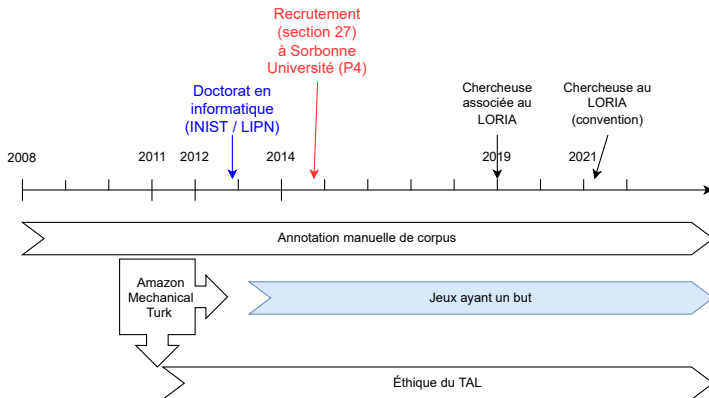 Recrutement
(section 27)
à Sorbonne
Université (P4)
Doctorat en
informatique
(INIST / LIPN)
Chercheuse
associée au
LORIA
Chercheuse au
LORIA
(convention)
2008
2011
2012
2014
2019
2021
Annotation manuelle de corpus
Amazon
Mechanical
Turk
Jeux ayant un but
Éthique du TAL